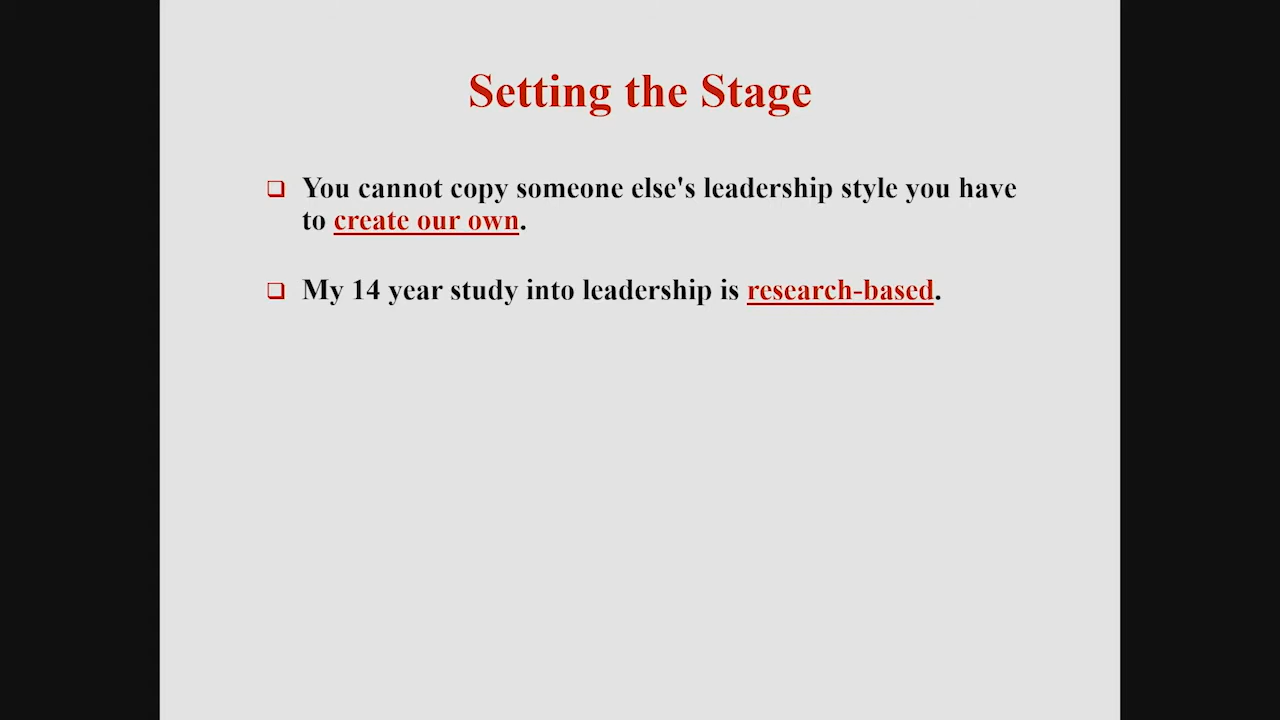 Setting the Stage
You cannot copy someone else's leadership style you have
to create our own.
My 14 year study into leadership is research-based.